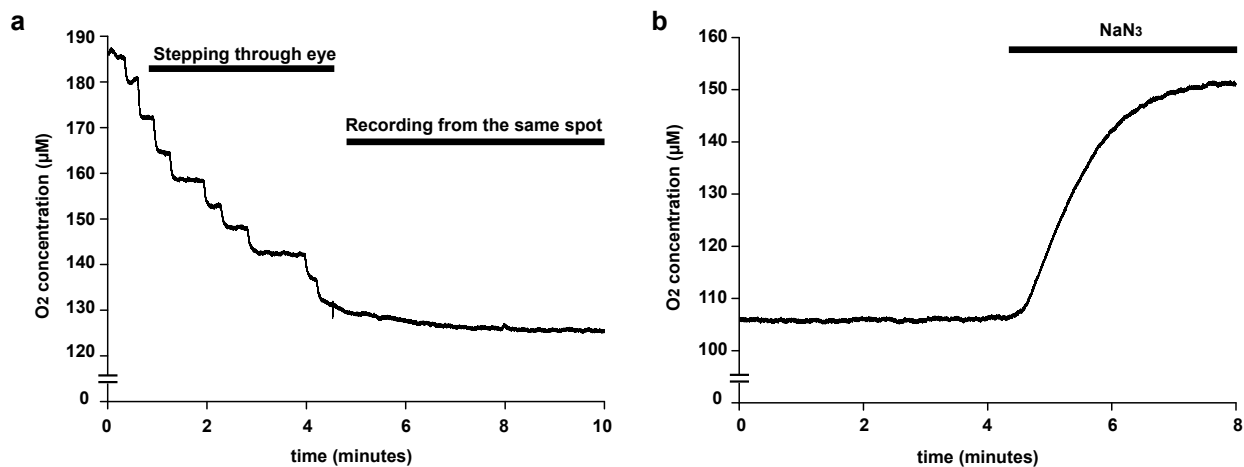 a
190
180
170
160
150
140
130
120
0
O2 concentration (µM)
Stepping through eye
Recording from the same spot
0 2 4 6 8 10
time (minutes)
b
160
150
140
130
120
110
100
0
O2 concentration (µM)
NaN3
0 2 4 6 8
time (minutes)